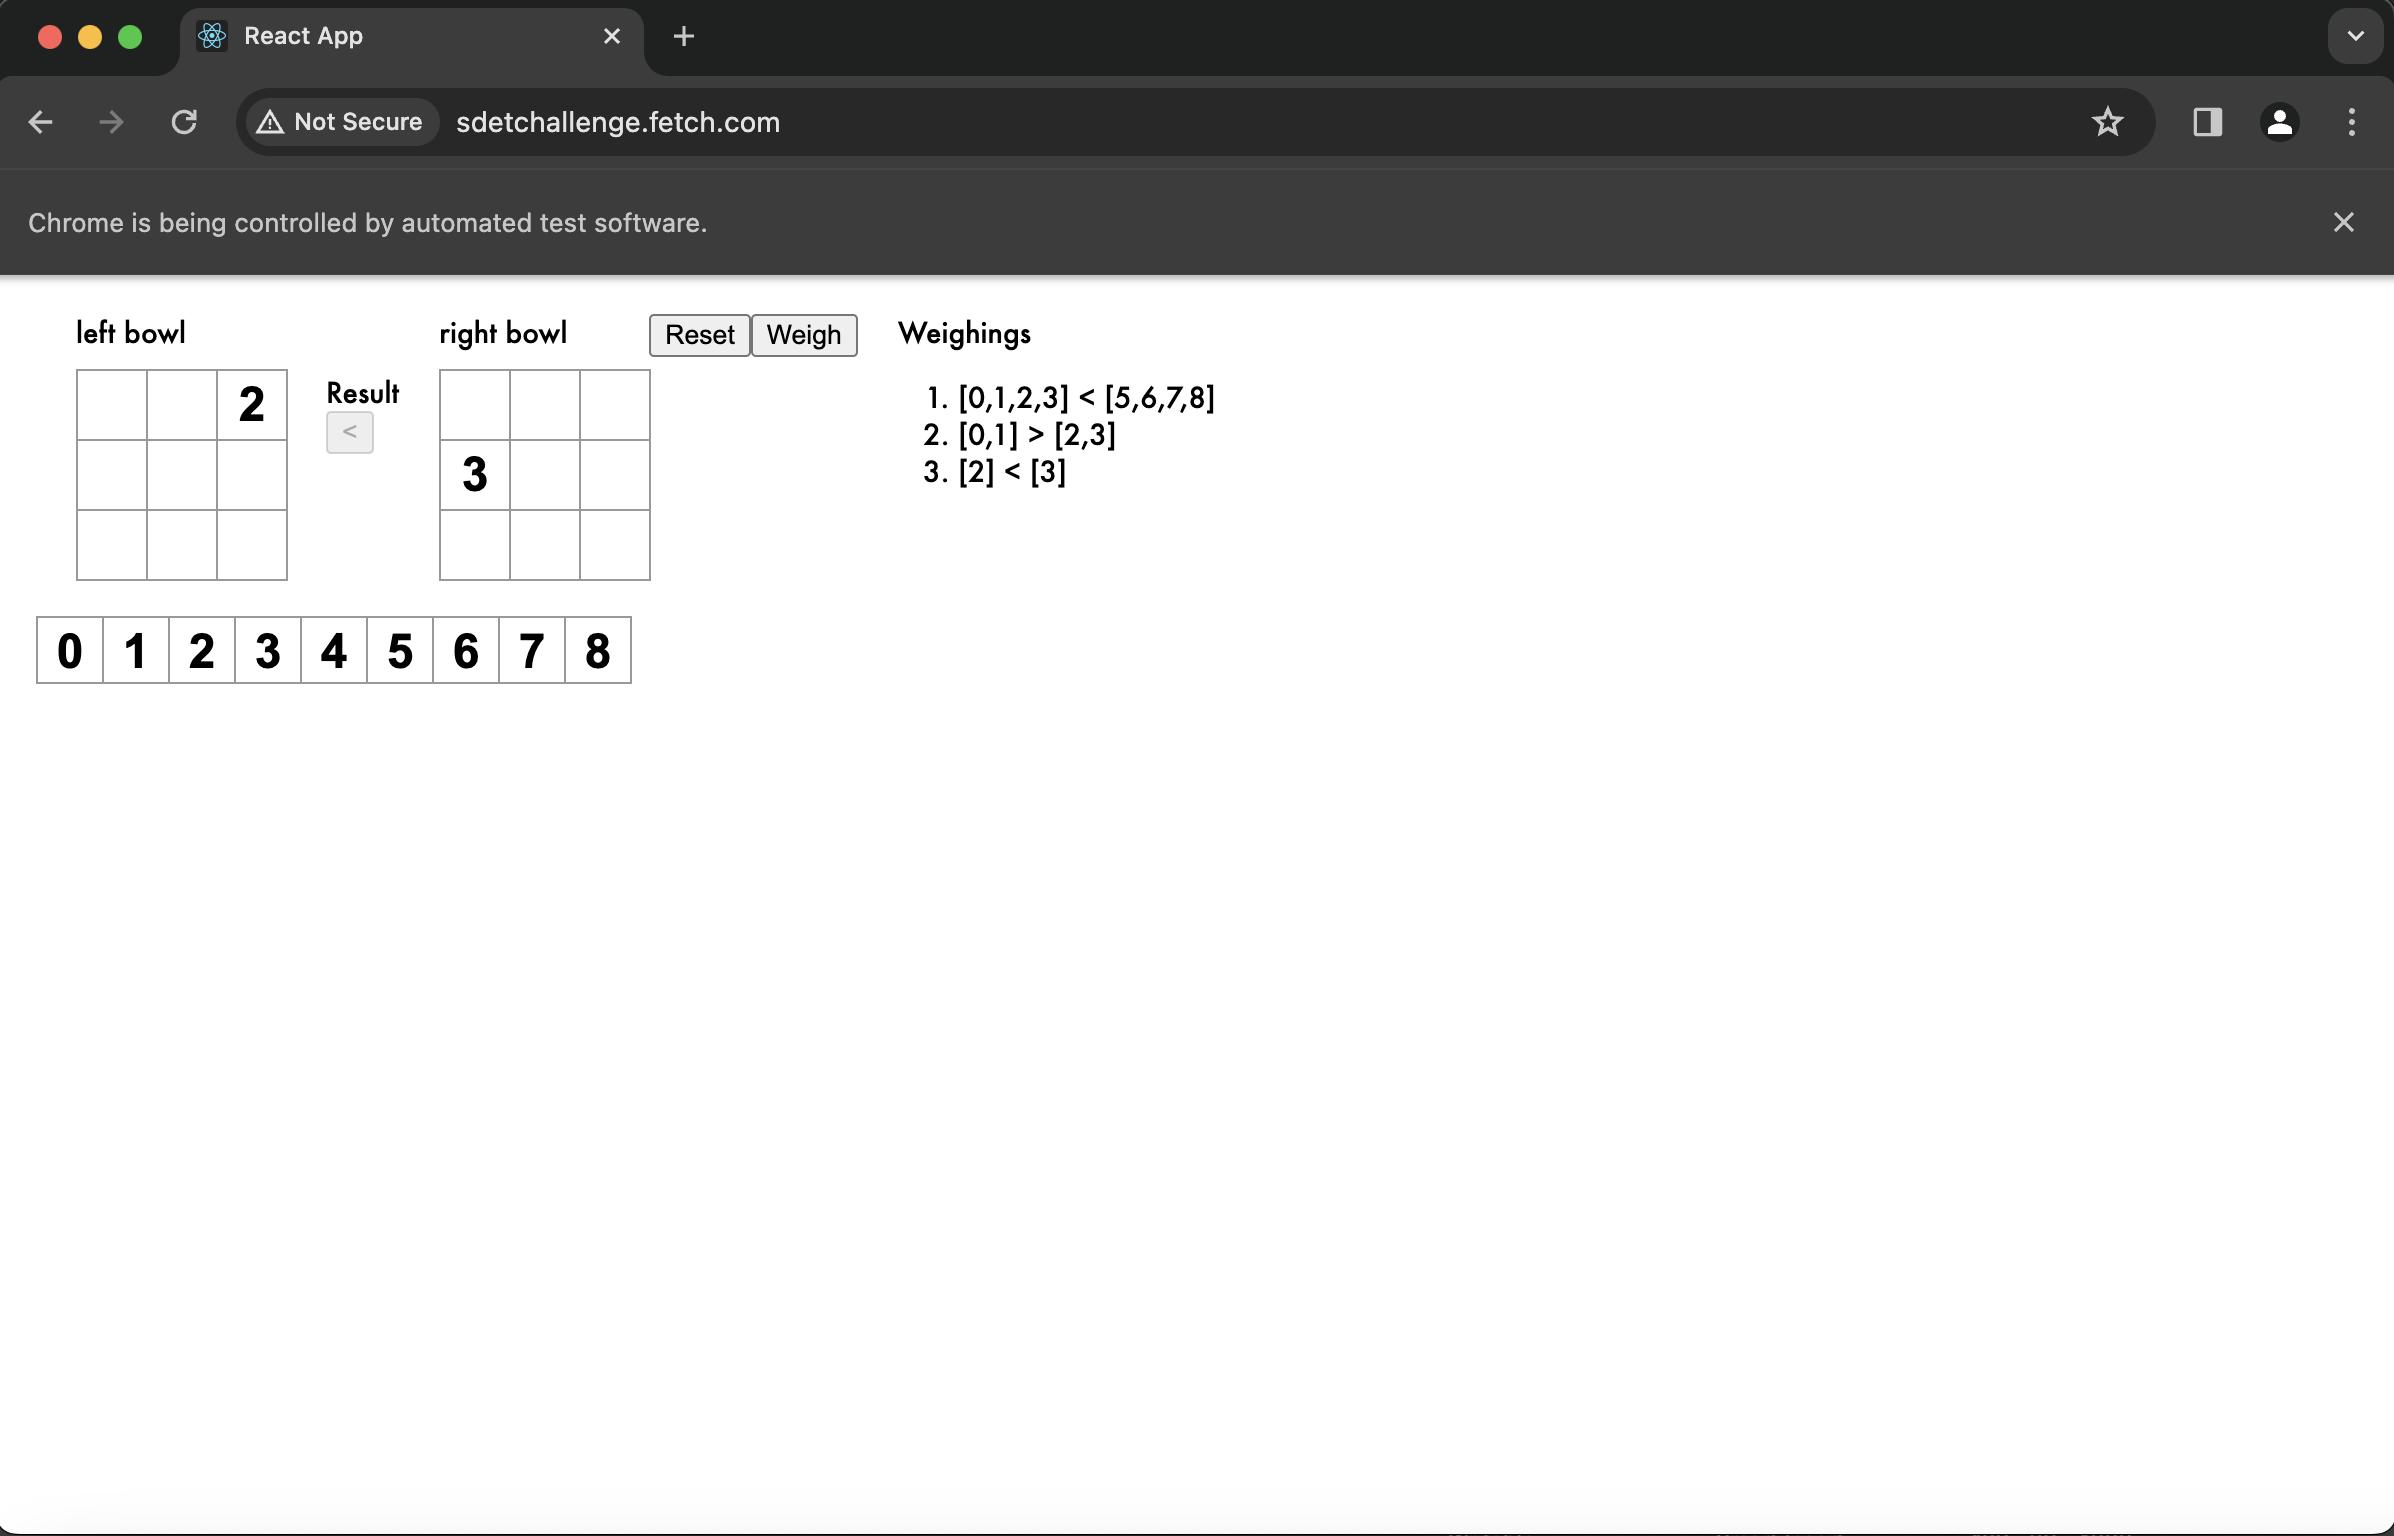 React App
Not Secure
sdetchallenge.fetch.com
Chrome is being controlled by automated test software.
left bowl
right bowl
Reset
Weigh
Weighings
2
Result
<
3
1. [0,1,2,3] < [5,6,7,8]
2. [0,1] > [2,3]
3. [2] < [3]
0 1 2 3 4 5 6 7 8